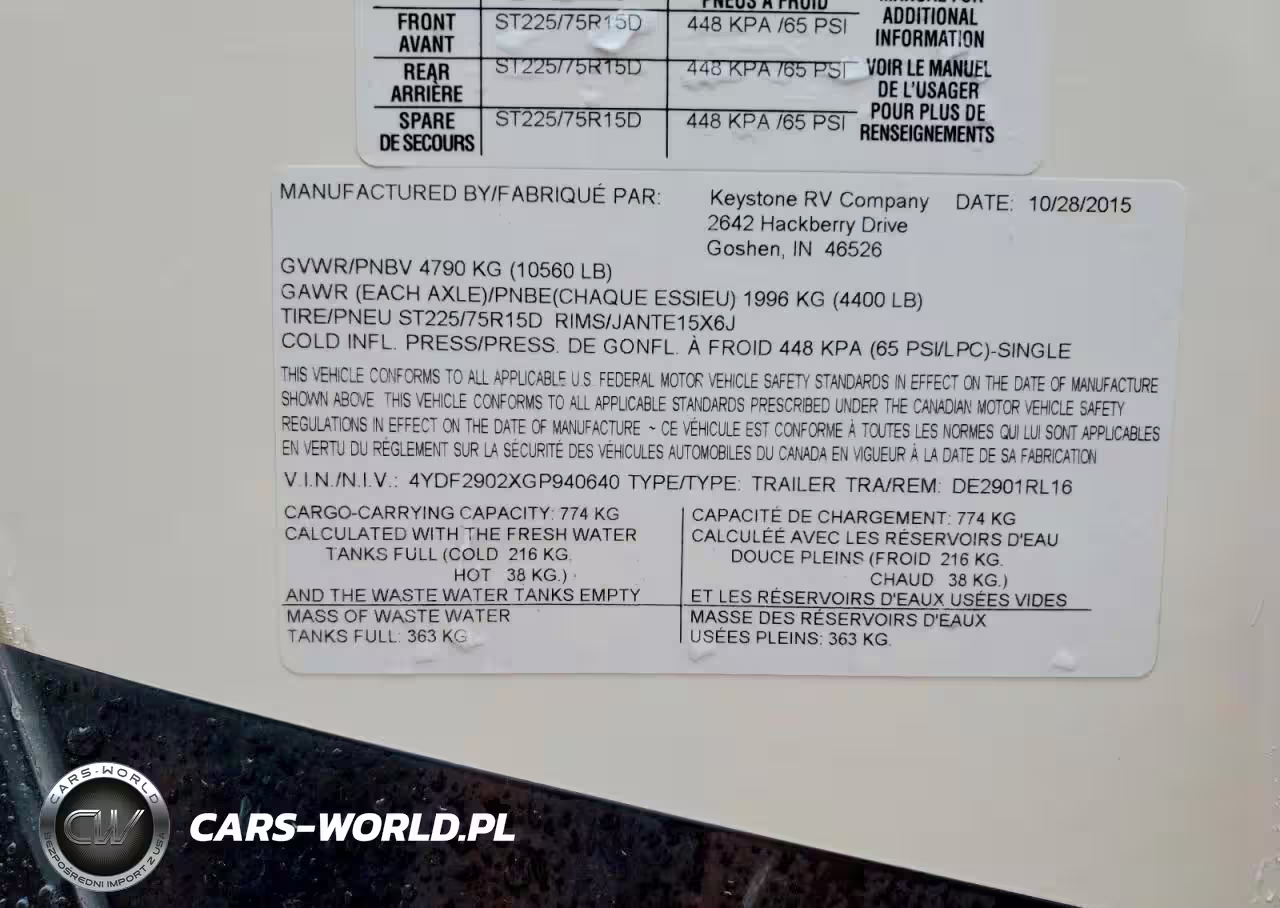 PNEUS À FROID
MANUAL FOR
ADDITIONAL
INFORMATION
FRONT
AVANT
ST225/75R15D
448 KPA /65 PSI
REAR
ARRIÈRE
ST225/75R15D
448 KPA /65 PSI
VOIR LE MANUEL
DE L'USAGER
POUR PLUS DE
RENSEIGNEMENTS
SPARE
DE SECOURS
ST225/75R15D
448 KPA /65 PSI
MANUFACTURED BY/FABRIQUÉ PAR: Keystone RV Company DATE: 10/28/2015
2642 Hackberry Drive
Goshen, IN 46526
GVWR/PNBV 4790 KG (10560 LB)
GAWR (EACH AXLE)/PNBE(CHAQUE ESSIEU) 1996 KG (4400 LB)
TIRE/PNEU ST225/75R15D RIMS/JANTE15X6J
COLD INFL. PRESS/PRESS. DE GONFL. À FROID 448 KPA (65 PSI/LPC)-SINGLE
THIS VEHICLE CONFORMS TO ALL APPLICABLE U.S. FEDERAL MOTOR VEHICLE SAFETY STANDARDS IN EFFECT ON THE DATE OF MANUFACTURE
SHOWN ABOVE THIS VEHICLE CONFORMS TO ALL APPLICABLE STANDARDS PRESCRIBED UNDER THE CANADIAN MOTOR VEHICLE SAFETY
REGULATIONS IN EFFECT ON THE DATE OF MANUFACTURE ~ CE VÉHICULE EST CONFORME À TOUTES LES NORMES QUI LUI SONT APPLICABLES
EN VERTU DU RÉGLEMENT SUR LA SÉCURITÉ DES VÉHICULES AUTOMOBILES DU CANADA EN VIGUEUR À LA DATE DE SA FABRICATION
V.I.N./N.I.V.: 4YDF2902XGP940640 TYPE/TYPE: TRAILER TRA/REM: DE2901RL16
CARGO-CARRYING CAPACITY: 774 KG
CALCULATED WITH THE FRESH WATER
TANKS FULL (COLD 216 KG.
HOT 38 KG.)
AND THE WASTE WATER TANKS EMPTY
MASS OF WASTE WATER
TANKS FULL: 363 KG
CAPACITÉ DE CHARGEMENT: 774 KG
CALCULÉE AVEC LES RÉSERVOIRS D'EAU
DOUCE PLEINS (FROID 216 KG.
CHAUD 38 KG.)
ET LES RÉSERVOIRS D'EAUX USÉES VIDES
MASSE DES RÉSERVOIRS D'EAUX
USÉES PLEINS: 363 KG.
CARS-WORLD
CW
BEZPOŚREDNI IMPORT Z USA
CARS-WORLD.PL